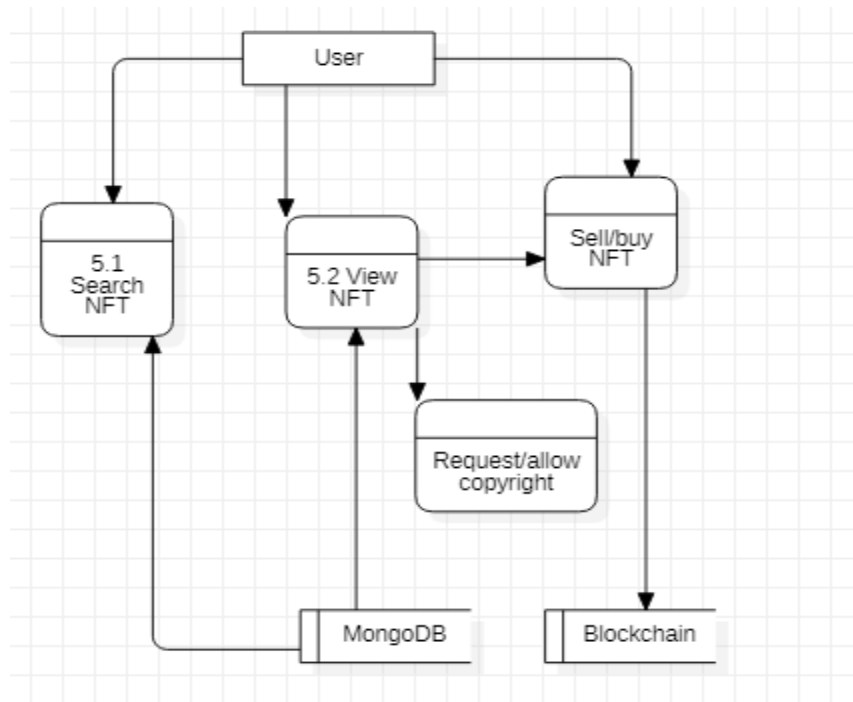 User
5.1
Search
NFT
5.2 View
NFT
Sell/buy
NFT
Request/allow
copyright
MongoDB
Blockchain